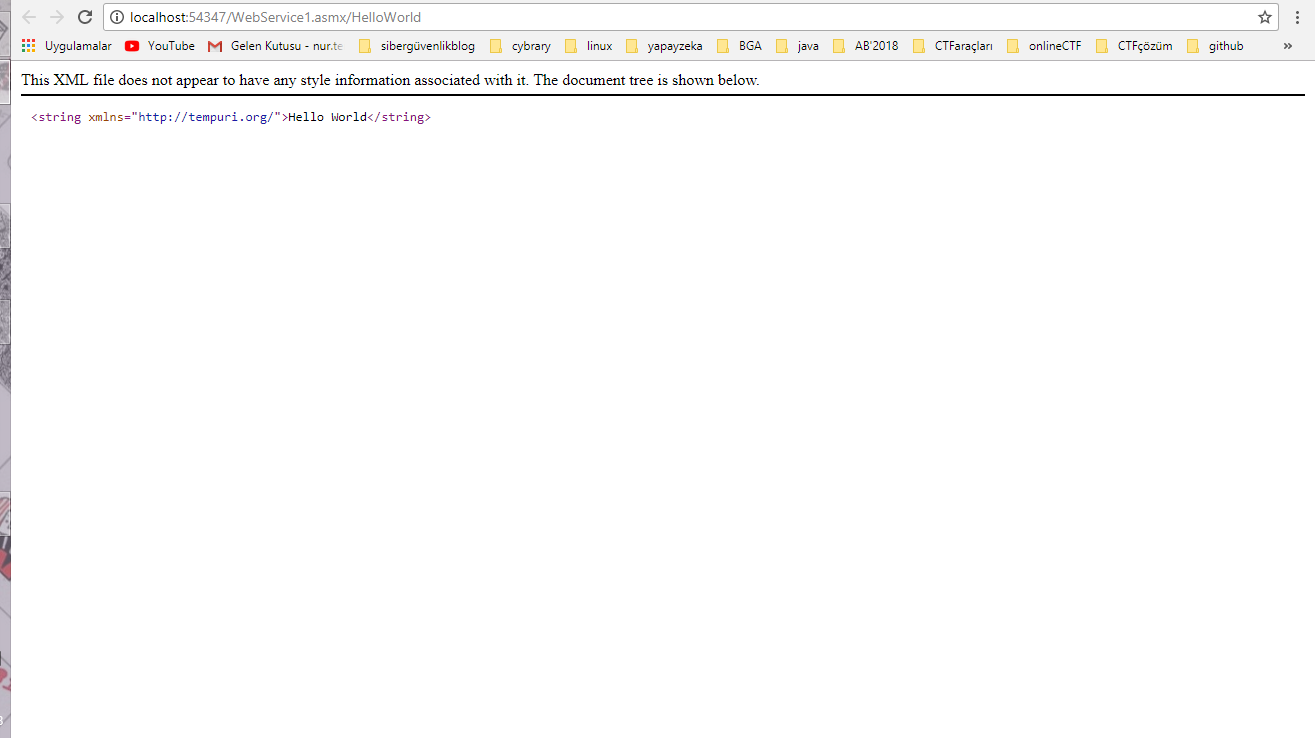 localhost:54347/WebService1.asmx/HelloWorld
Uygulamalar YouTube Gelen Kutusu - nur.te sibergüvenlikblog cybrary linux yapayzeka BGA java AB'2018 CTFaraçları onlineCTF CTFçözüm github »
This XML file does not appear to have any style information associated with it. The document tree is shown below.
<string xmlns="http://tempuri.org/">Hello World</string>